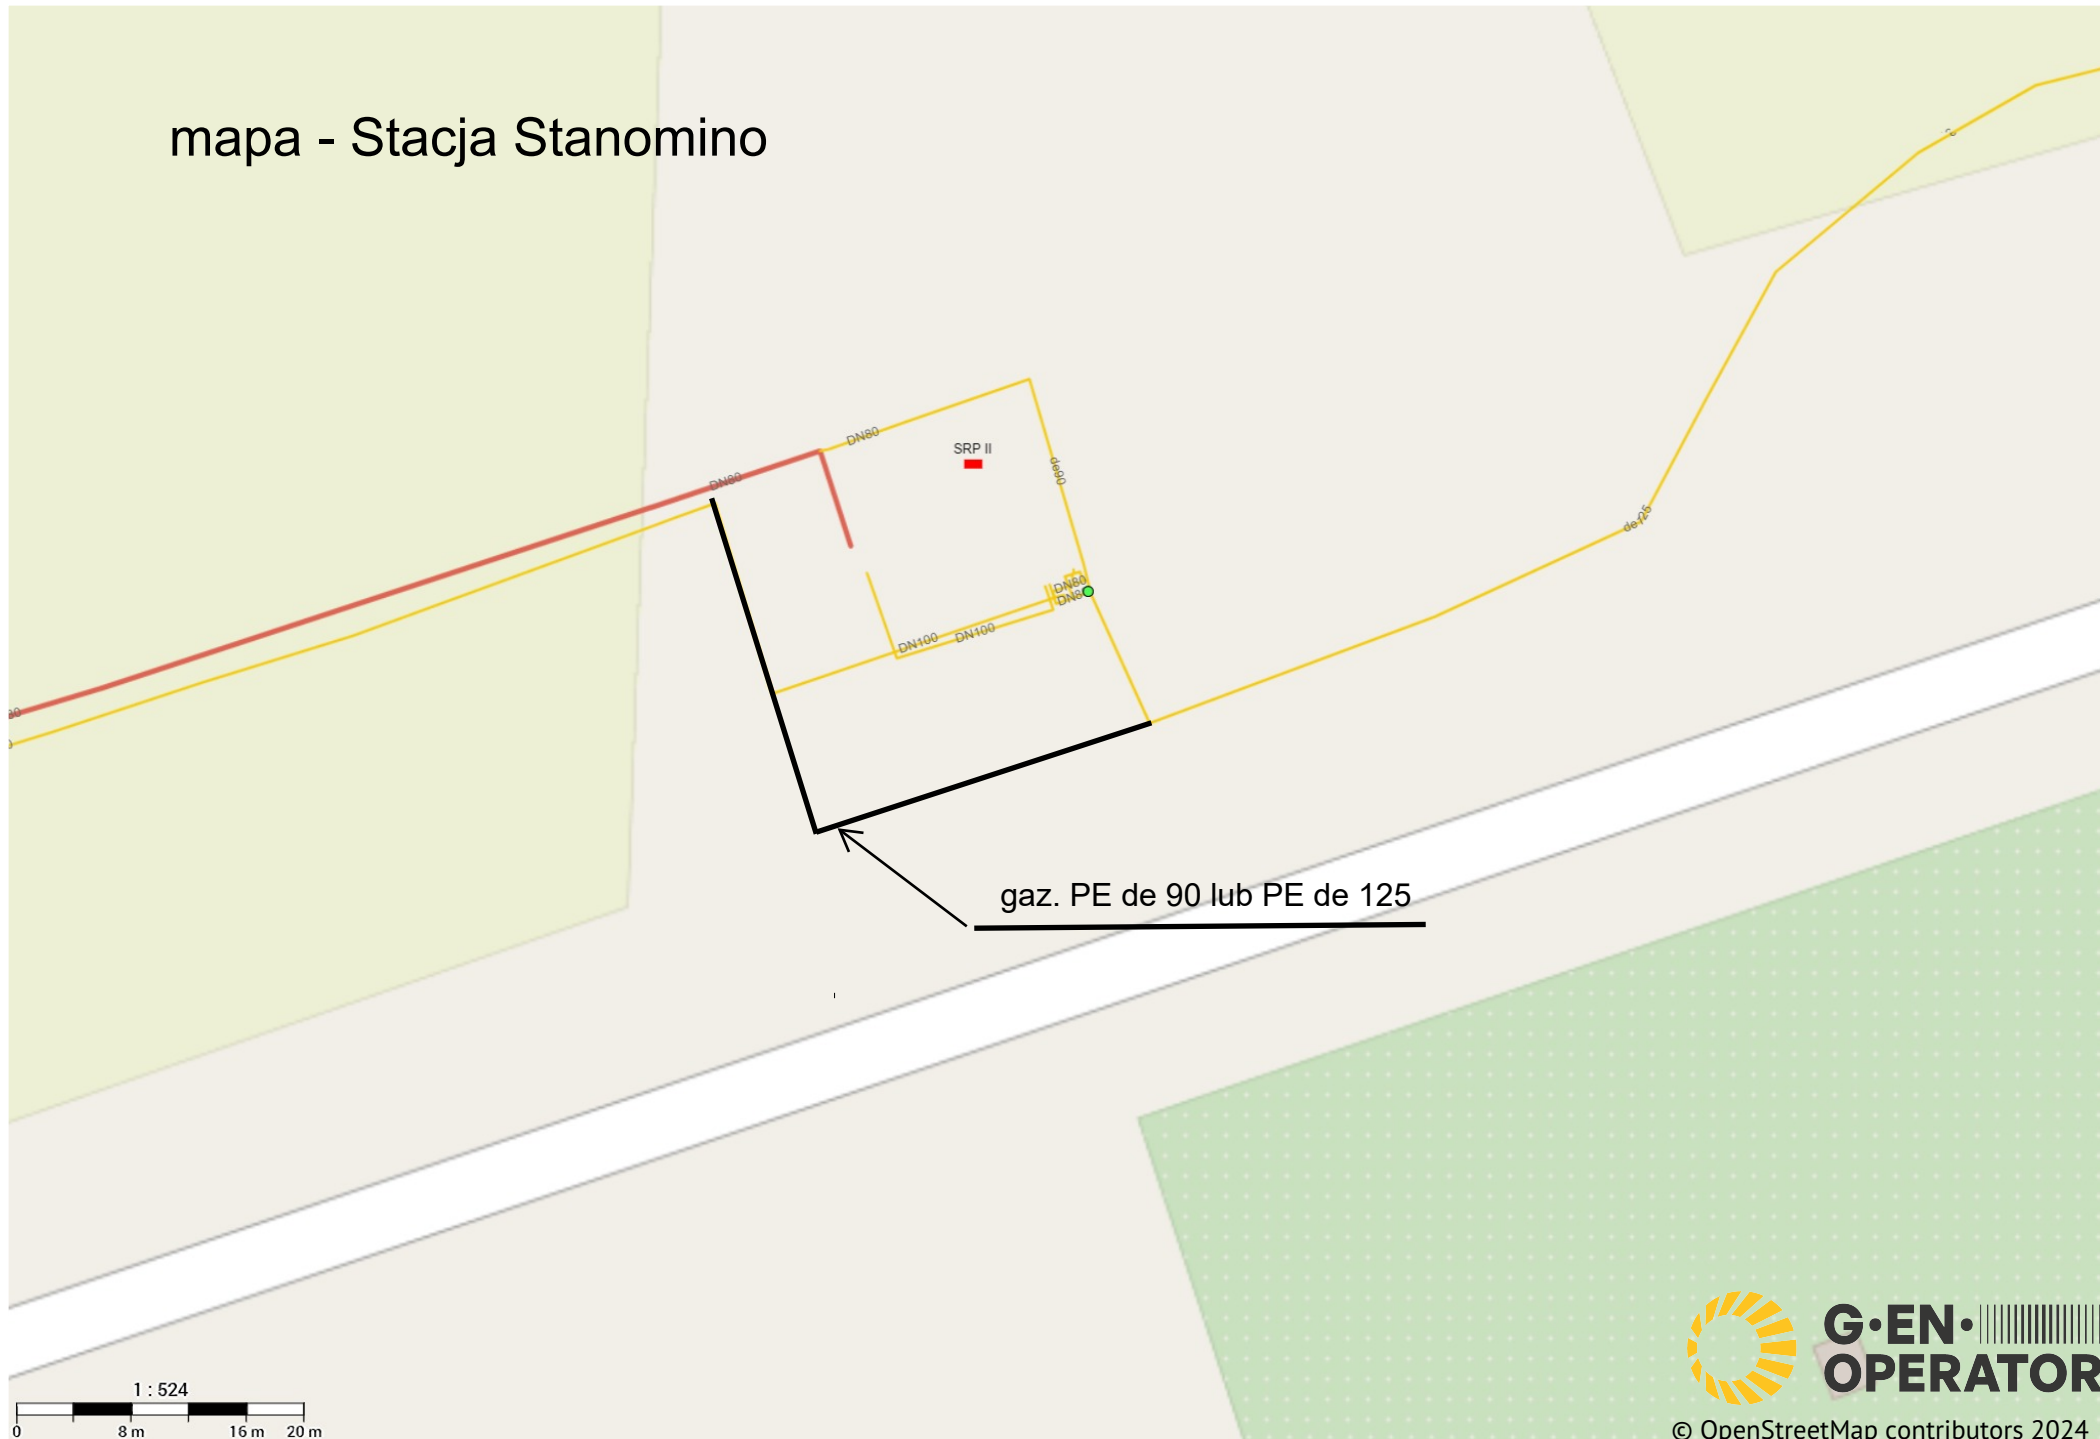 mapa - Stacja Stanomino
DN80
SRP II
DN80
de90
de125
DN80
DN100
DN100
gaz. PE de 90 lub PE de 125
1 : 524
0 8 m 16 m 20 m
G·EN·
OPERATOR
© OpenStreetMap contributors 2024